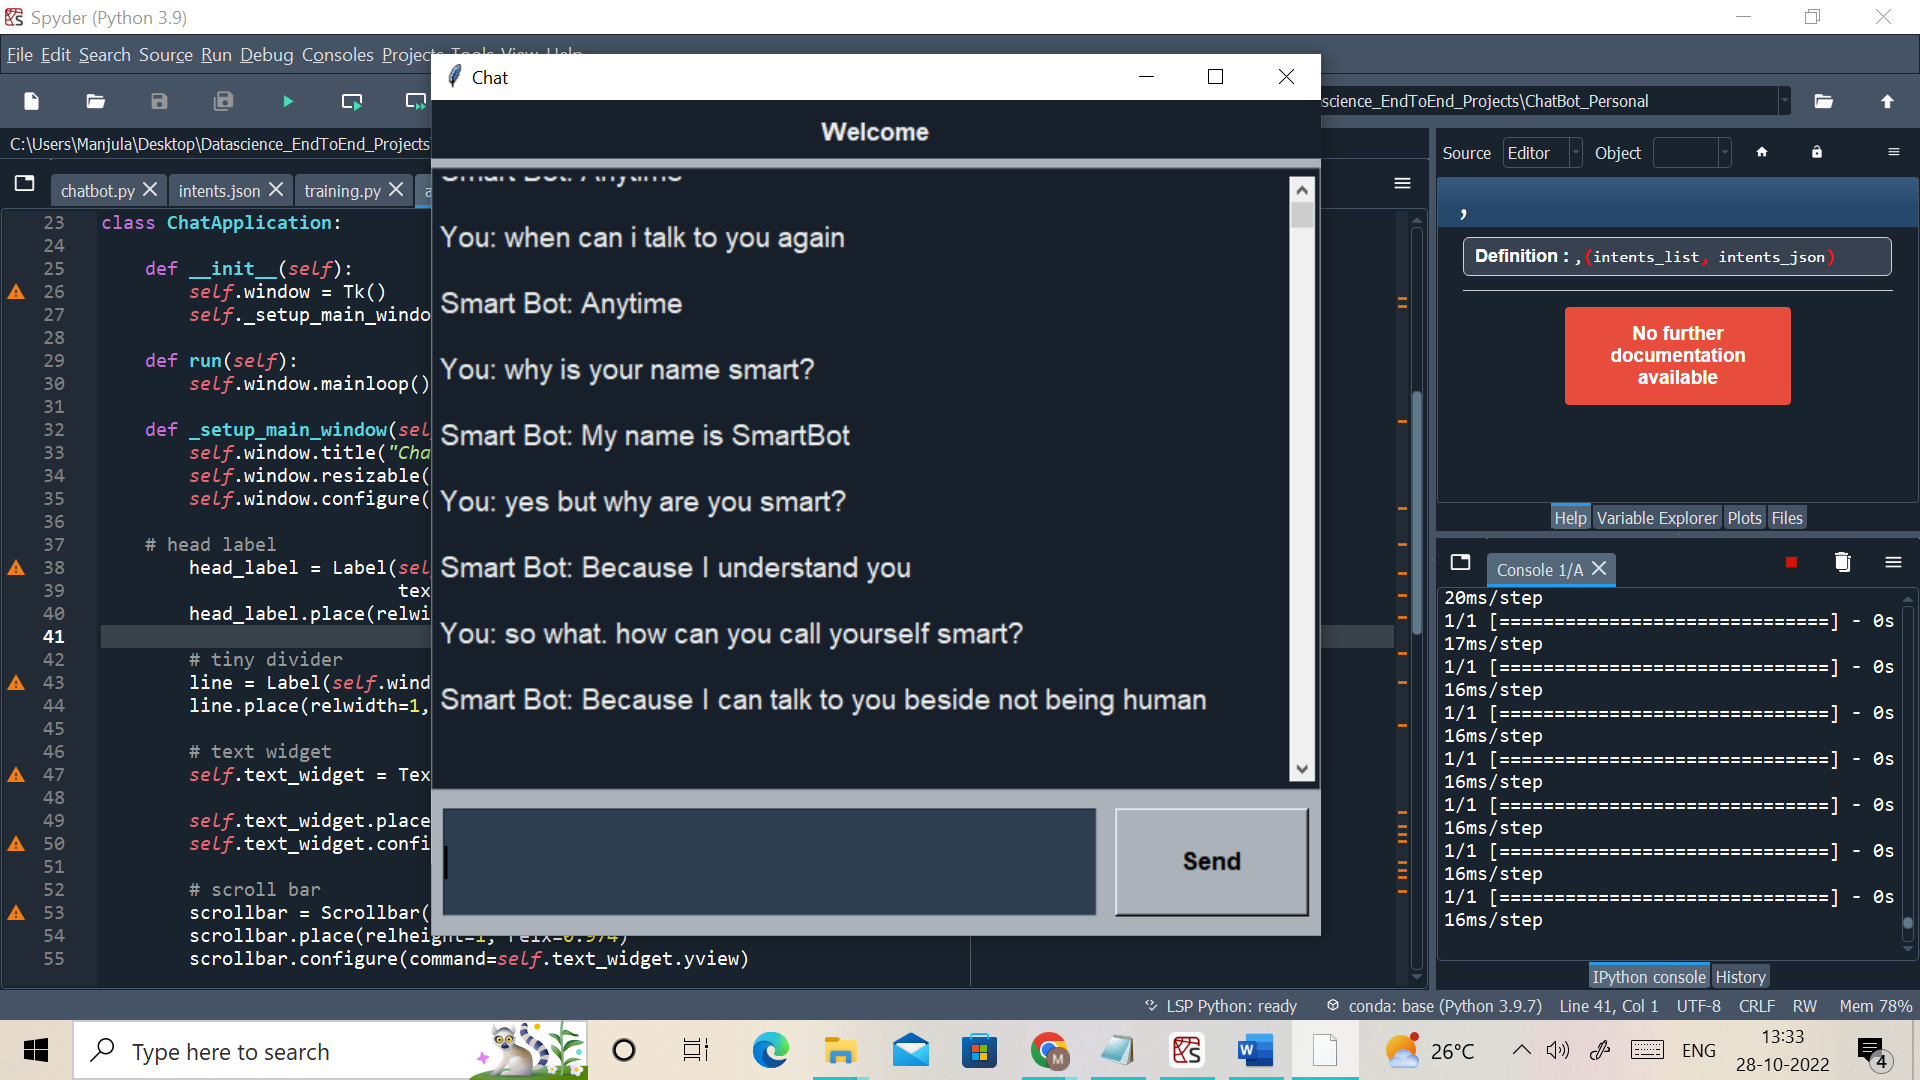 Spyder (Python 3.9)
File Edit Search Source Run Debug Consoles Projects Tools View Help
Chat
science_EndToEnd_Projects\ChatBot_Personal
Welcome
C:\Users\Manjula\Desktop\Datascience_EndToEnd_Projects
chatbot.py
intents.json
training.py
a
23 class ChatApplication:
24
25 def __init__(self):
26 self.window = Tk()
27 self._setup_main_windo
28
29 def run(self):
30 self.window.mainloop()
31
32 def _setup_main_window(sel
33 self.window.title("Cha
34 self.window.resizable(
35 self.window.configure(
36
37 # head label
38 head_label = Label(sel
39 tex
40 head_label.place(relwi
41
42 # tiny divider
43 line = Label(self.wind
44 line.place(relwidth=1,
45
46 # text widget
47 self.text_widget = Tex
48
49 self.text_widget.place
50 self.text_widget.confi
51
52 # scroll bar
53 scrollbar = Scrollbar(
54 scrollbar.place(relheight=1, relx=0.974)
55 scrollbar.configure(command=self.text_widget.yview)
Smart Bot: Anytime
You: when can i talk to you again
Smart Bot: Anytime
You: why is your name smart?
Smart Bot: My name is SmartBot
You: yes but why are you smart?
Smart Bot: Because I understand you
You: so what. how can you call yourself smart?
Smart Bot: Because I can talk to you beside not being human
Send
Source Editor Object
,
Definition : ,(intents_list, intents_json)
No further
documentation
available
Help Variable Explorer Plots Files
Console 1/A
20ms/step
1/1 [==============================] - 0s
17ms/step
1/1 [==============================] - 0s
16ms/step
1/1 [==============================] - 0s
16ms/step
1/1 [==============================] - 0s
16ms/step
1/1 [==============================] - 0s
16ms/step
1/1 [==============================] - 0s
16ms/step
1/1 [==============================] - 0s
16ms/step
IPython console History
LSP Python: ready conda: base (Python 3.9.7) Line 41, Col 1 UTF-8 CRLF RW Mem 78%
Type here to search
M
W
26°C
ENG
13:33
28-10-2022
4